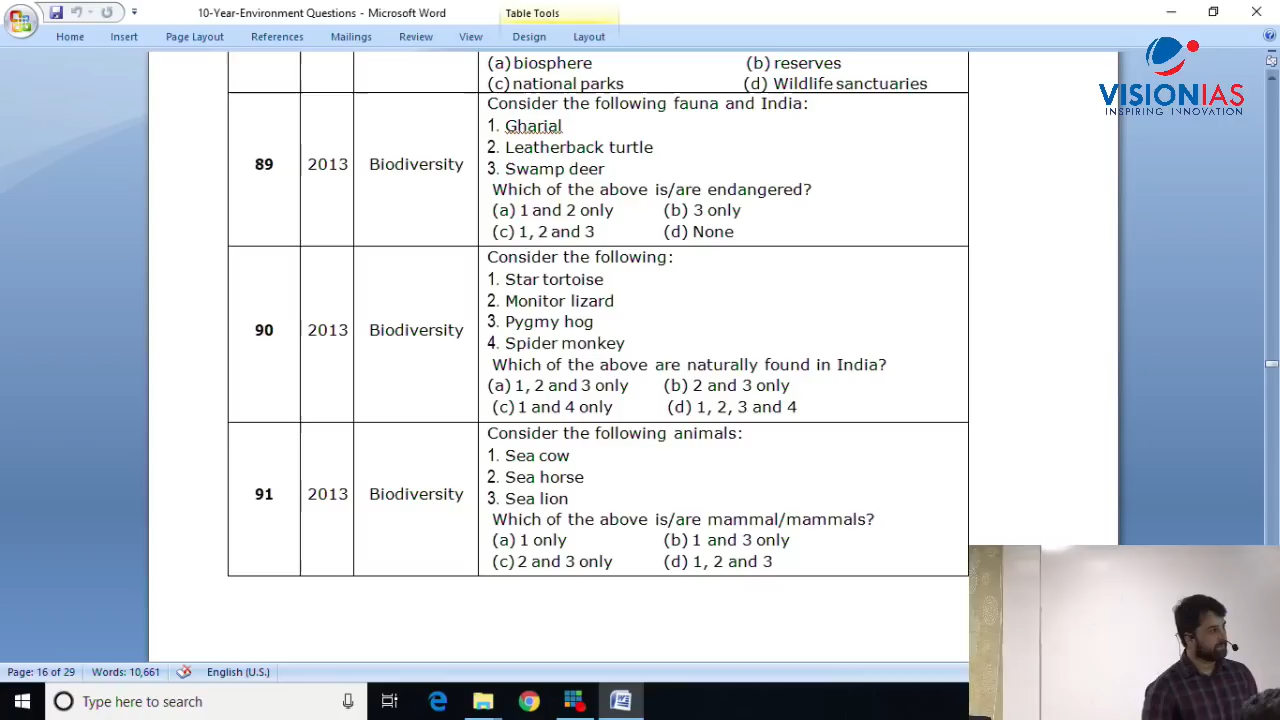 10-Year-Environment Questions - Microsoft Word
Table Tools
Home Insert Page Layout References Mailings Review View Design Layout
VISIONIAS
INSPIRING INNOVATION
(a) biosphere (b) reserves
(c) national parks (d) Wildlife sanctuaries
89 2013 Biodiversity
Consider the following fauna and India:
1. Gharial
2. Leatherback turtle
3. Swamp deer
Which of the above is/are endangered?
(a) 1 and 2 only (b) 3 only
(c) 1, 2 and 3 (d) None
90 2013 Biodiversity
Consider the following:
1. Star tortoise
2. Monitor lizard
3. Pygmy hog
4. Spider monkey
Which of the above are naturally found in India?
(a) 1, 2 and 3 only (b) 2 and 3 only
(c) 1 and 4 only (d) 1, 2, 3 and 4
91 2013 Biodiversity
Consider the following animals:
1. Sea cow
2. Sea horse
3. Sea lion
Which of the above is/are mammal/mammals?
(a) 1 only (b) 1 and 3 only
(c) 2 and 3 only (d) 1, 2 and 3
Page: 16 of 29 Words: 10,661 English (U.S.)
Type here to search